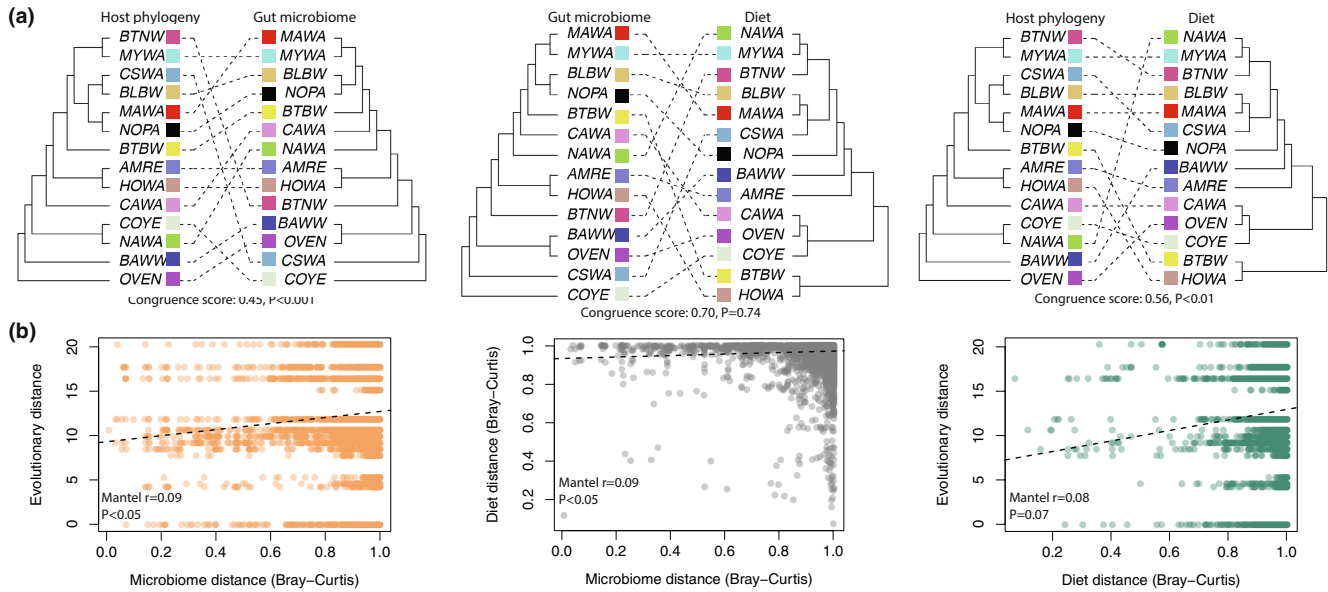 (a)
Host phylogeny Gut microbiome
BTNW MAWA
MYWA MYWA
CSWA BLBW
BLBW NOPA
MAWA BTBW
NOPA CAWA
BTBW NAWA
AMRE AMRE
HOWA HOWA
CAWA BTNW
COYE BAWW
NAWA OVEN
BAWW CSWA
OVEN COYE
Congruence score: 0.45, P<0.001
Gut microbiome Diet
MAWA NAWA
MYWA MYWA
BLBW BTNW
NOPA BLBW
BTBW MAWA
CAWA CSWA
NAWA NOPA
AMRE BAWW
HOWA AMRE
BTNW CAWA
BAWW OVEN
OVEN COYE
CSWA BTBW
COYE HOWA
Congruence score: 0.70, P=0.74
Host phylogeny Diet
BTNW NAWA
MYWA MYWA
CSWA BTNW
BLBW BLBW
MAWA MAWA
NOPA CSWA
BTBW NOPA
AMRE BAWW
HOWA AMRE
CAWA CAWA
COYE OVEN
NAWA COYE
BAWW BTBW
OVEN HOWA
Congruence score: 0.56, P<0.01
(b)
Evolutionary distance
20
15
10
5
0
Mantel r=0.09
P<0.05
0.0 0.2 0.4 0.6 0.8 1.0
Microbiome distance (Bray−Curtis)
Diet distance (Bray−Curtis)
1.0
0.8
0.6
0.4
0.2
Mantel r=0.09
P<0.05
0.0 0.2 0.4 0.6 0.8 1.0
Microbiome distance (Bray−Curtis)
Evolutionary distance
20
15
10
5
0
Mantel r=0.08
P=0.07
0.2 0.4 0.6 0.8 1.0
Diet distance (Bray−Curtis)